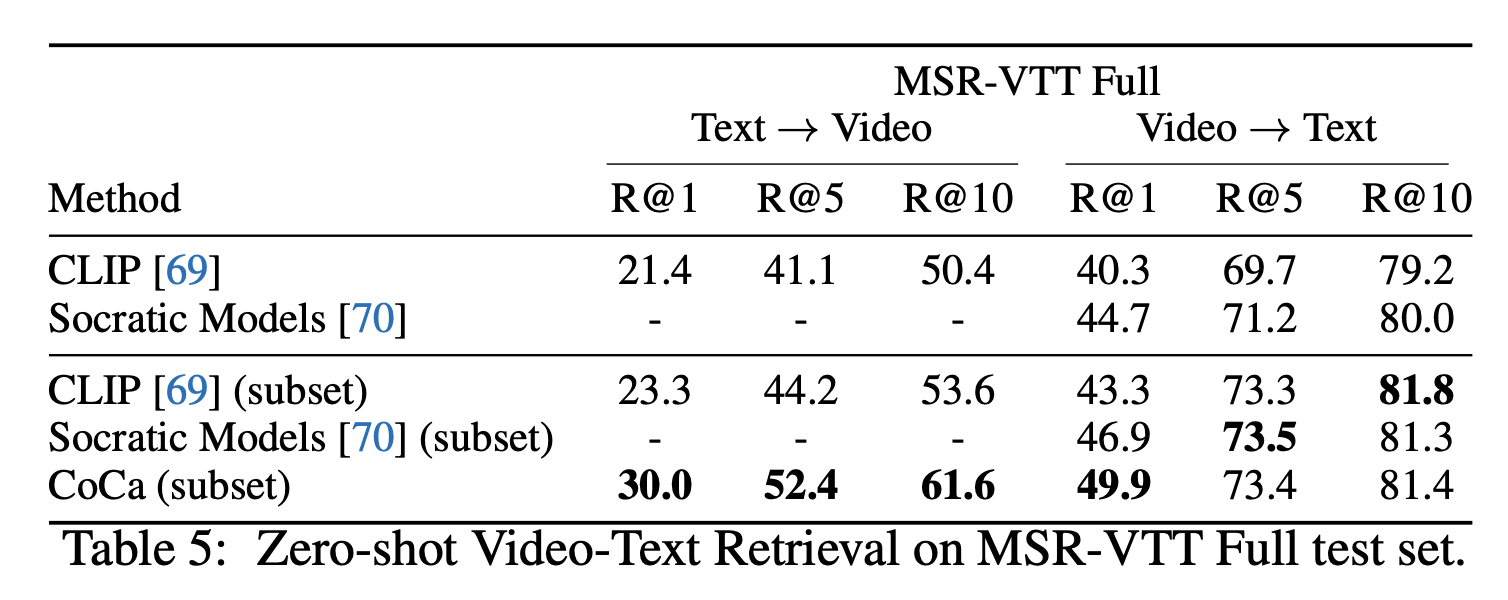 MSR-VTT Full
Text → Video Video → Text
Method R@1 R@5 R@10 R@1 R@5 R@10
CLIP [69] 21.4 41.1 50.4 40.3 69.7 79.2
Socratic Models [70] - - - 44.7 71.2 80.0
CLIP [69] (subset) 23.3 44.2 53.6 43.3 73.3 81.8
Socratic Models [70] (subset) - - - 46.9 73.5 81.3
CoCa (subset) 30.0 52.4 61.6 49.9 73.4 81.4
Table 5: Zero-shot Video-Text Retrieval on MSR-VTT Full test set.